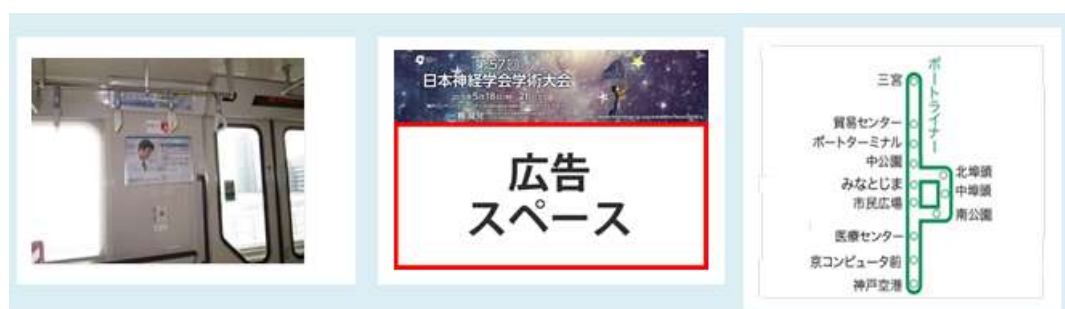 第57回
日本神経学会学術大会
広告
スペース
ポートライナー
三宮
貿易センター
ポートターミナル
中公園
みなとじま
市民広場
医療センター
京コンピュータ前
神戸空港
北埠頭
中埠頭
南公園